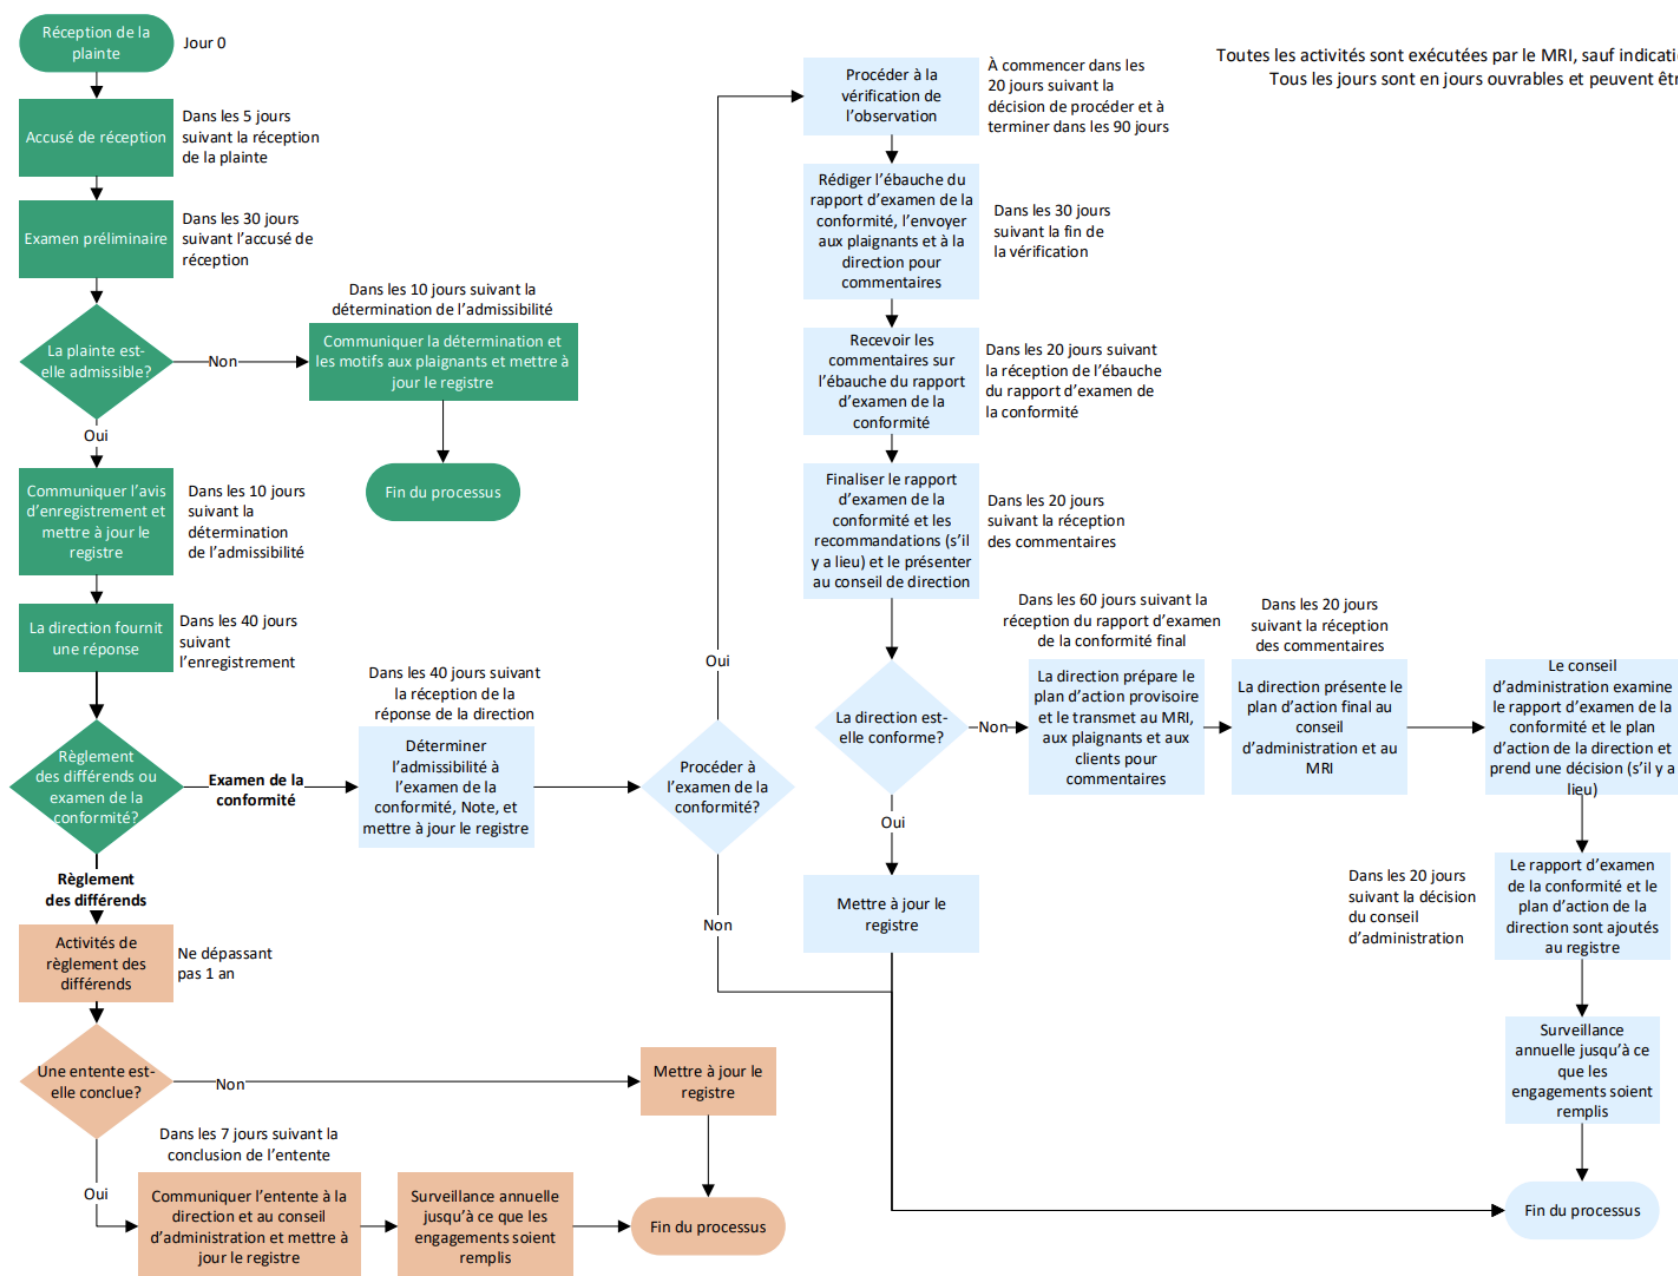 Réception de la
plainte
Jour 0
Accusé de réception
Dans les 5 jours
suivant la réception
de la plainte
Examen préliminaire
Dans les 30 jours
suivant l’accusé de
réception
La plainte est-
elle admissible?
Non
Dans les 10 jours suivant la
détermination de l’admissibilité
Communiquer la détermination et
les motifs aux plaignants et mettre à
jour le registre
Fin du processus
Oui
Communiquer l’avis
d’enregistrement et
mettre à jour le
registre
Dans les 10 jours
suivant la
détermination
de l’admissibilité
La direction fournit
une réponse
Dans les 40 jours
suivant
l’enregistrement
Règlement
des différends ou
examen de la
conformité?
Examen de la
conformité
Dans les 40 jours suivant
la réception de la
réponse de la direction
Déterminer
l’admissibilité à
l’examen de la
conformité, Note, et
mettre à jour le registre
Procéder à
l’examen de la
conformité?
Oui
Non
Règlement
des différends
Activités de
règlement des
différends
Ne dépassant
pas 1 an
Une entente est-
elle conclue?
Non
Mettre à jour le
registre
Oui
Dans les 7 jours suivant la
conclusion de l’entente
Communiquer l’entente à la
direction et au conseil
d’administration et mettre à
jour le registre
Surveillance annuelle
jusqu’à ce que les
engagements soient
remplis
Fin du processus
Procéder à la
vérification de
l’observation
À commencer dans les
20 jours suivant la
décision de procéder et à
terminer dans les 90 jours
Toutes les activités sont exécutées par le MRI, sauf
Tous les jours sont en jours ouvrables et peuvent
Rédiger l’ébauche du
rapport d’examen de la
conformité, l’envoyer
aux plaignants et à la
direction pour
commentaires
Dans les 30 jours
suivant la fin de
la vérification
Recevoir les
commentaires sur
l’ébauche du rapport
d’examen de la
conformité
Dans les 20 jours suivant
la réception de l’ébauche
du rapport d’examen de
la conformité
Finaliser le rapport
d’examen de la
conformité et les
recommandations (s’il
y a lieu) et le présenter
au conseil de direction
Dans les 20 jours
suivant la réception
des commentaires
La direction est-
elle conforme?
Non
Dans les 60 jours suivant la
réception du rapport d’examen
de la conformité final
La direction prépare le
plan d’action provisoire
et le transmet au MRI,
aux plaignants et aux
clients pour
commentaires
Dans les 20 jours
suivant la réception
des commentaires
La direction présente le
plan d’action final au
conseil
d’administration et au
MRI
Le conseil
d’administration examine
le rapport d’examen de la
conformité et le plan
d’action de la direction et
prend une décision (s’il y a
lieu)
Oui
Mettre à jour le
registre
Dans les 20 jours
suivant la décision
du conseil
d’administration
Le rapport d’examen
de la conformité et le
plan d’action de la
direction sont ajoutés
au registre
Surveillance
annuelle jusqu’à ce
que les
engagements soient
remplis
Fin du processus